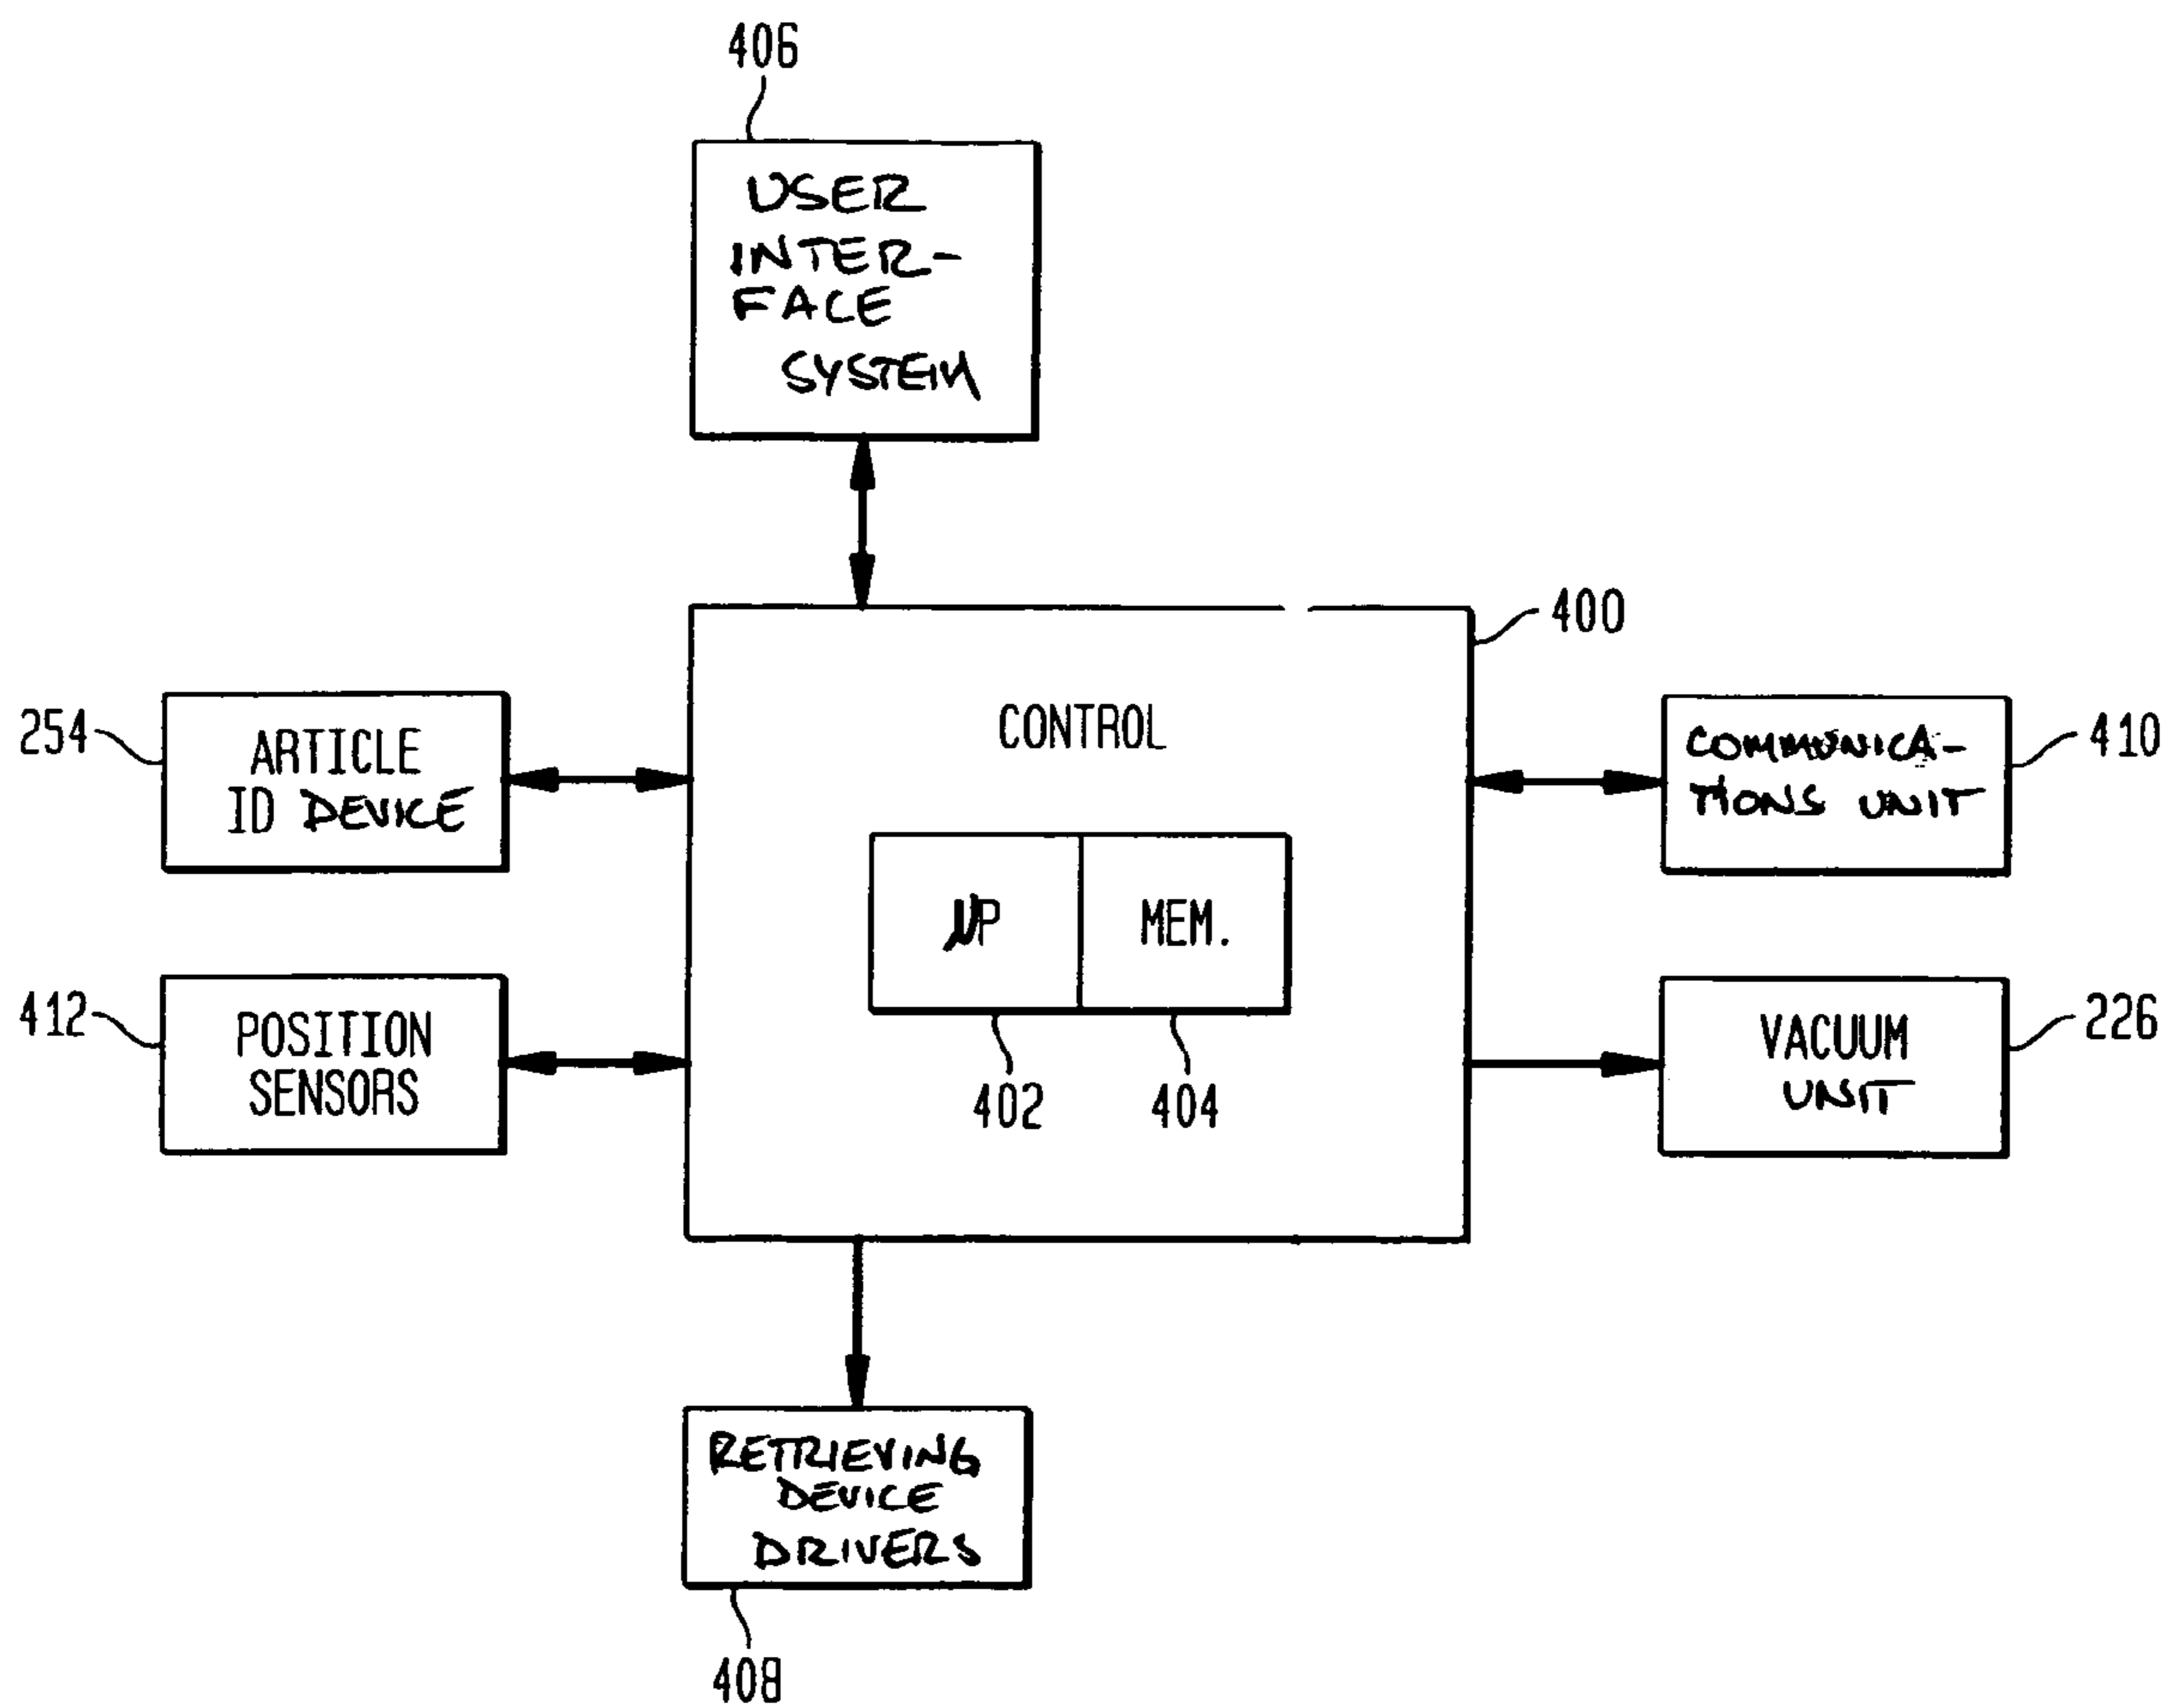 406
USER
INTER-
FACE
SYSTEM
400
CONTROL
254
ARTICLE
ID DEVICE
COMMUNICA-
TIONS UNIT
410
μP
MEM.
412
POSITION
SENSORS
402
404
VACUUM
UNIT
226
RETRIEVING
DEVICE
DRIVERS
408